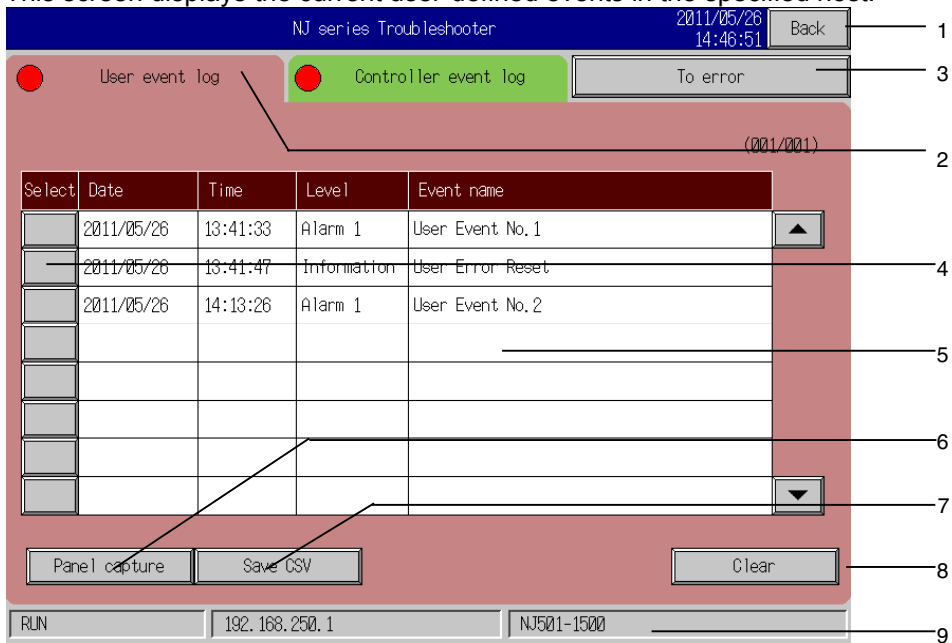 This screen displays the current user-defined events in the specified host.
NJ series Troubleshooter
2011/05/26
14:46:51
Back
1
User event log
Controller event log
To error
3
(001/001)
2
Select Date Time Level Event name
2011/05/26 13:41:33 Alarm 1 User Event No.1
2011/05/26 13:41:47 Information User Error Reset
4
2011/05/26 14:13:26 Alarm 1 User Event No.2
5
6
7
Panel capture Save CSV Clear
8
RUN 192.168.250.1 NJ501-1500
9